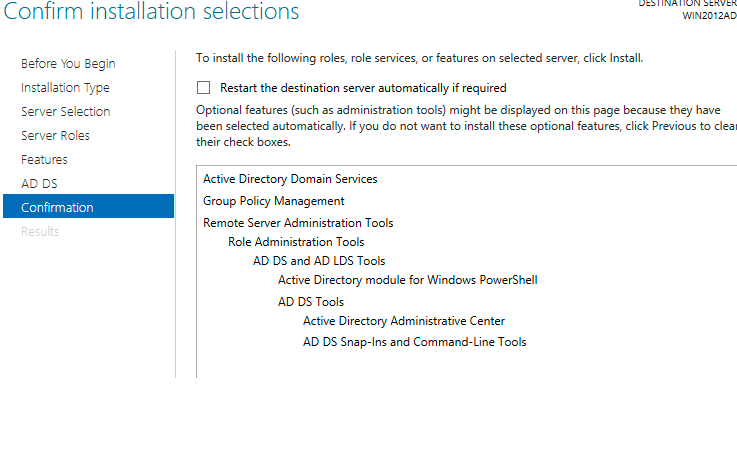 Confirm installation selections
DESTINATION SERVER
WIN2012AD
Before You Begin
Installation Type
Server Selection
Server Roles
Features
AD DS
Confirmation
Results
To install the following roles, role services, or features on selected server, click Install.
Restart the destination server automatically if required
Optional features (such as administration tools) might be displayed on this page because they have
been selected automatically. If you do not want to install these optional features, click Previous to clear
their check boxes.
Active Directory Domain Services
Group Policy Management
Remote Server Administration Tools
Role Administration Tools
AD DS and AD LDS Tools
Active Directory module for Windows PowerShell
AD DS Tools
Active Directory Administrative Center
AD DS Snap-Ins and Command-Line Tools